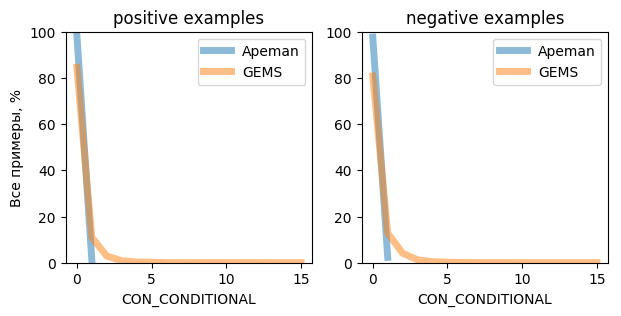 positive examples
100
80
60
40
20
0
Все примеры, %
Apeman
GEMS
0 5 10 15
CON_CONDITIONAL
negative examples
100
80
60
40
20
0
Apeman
GEMS
0 5 10 15
CON_CONDITIONAL